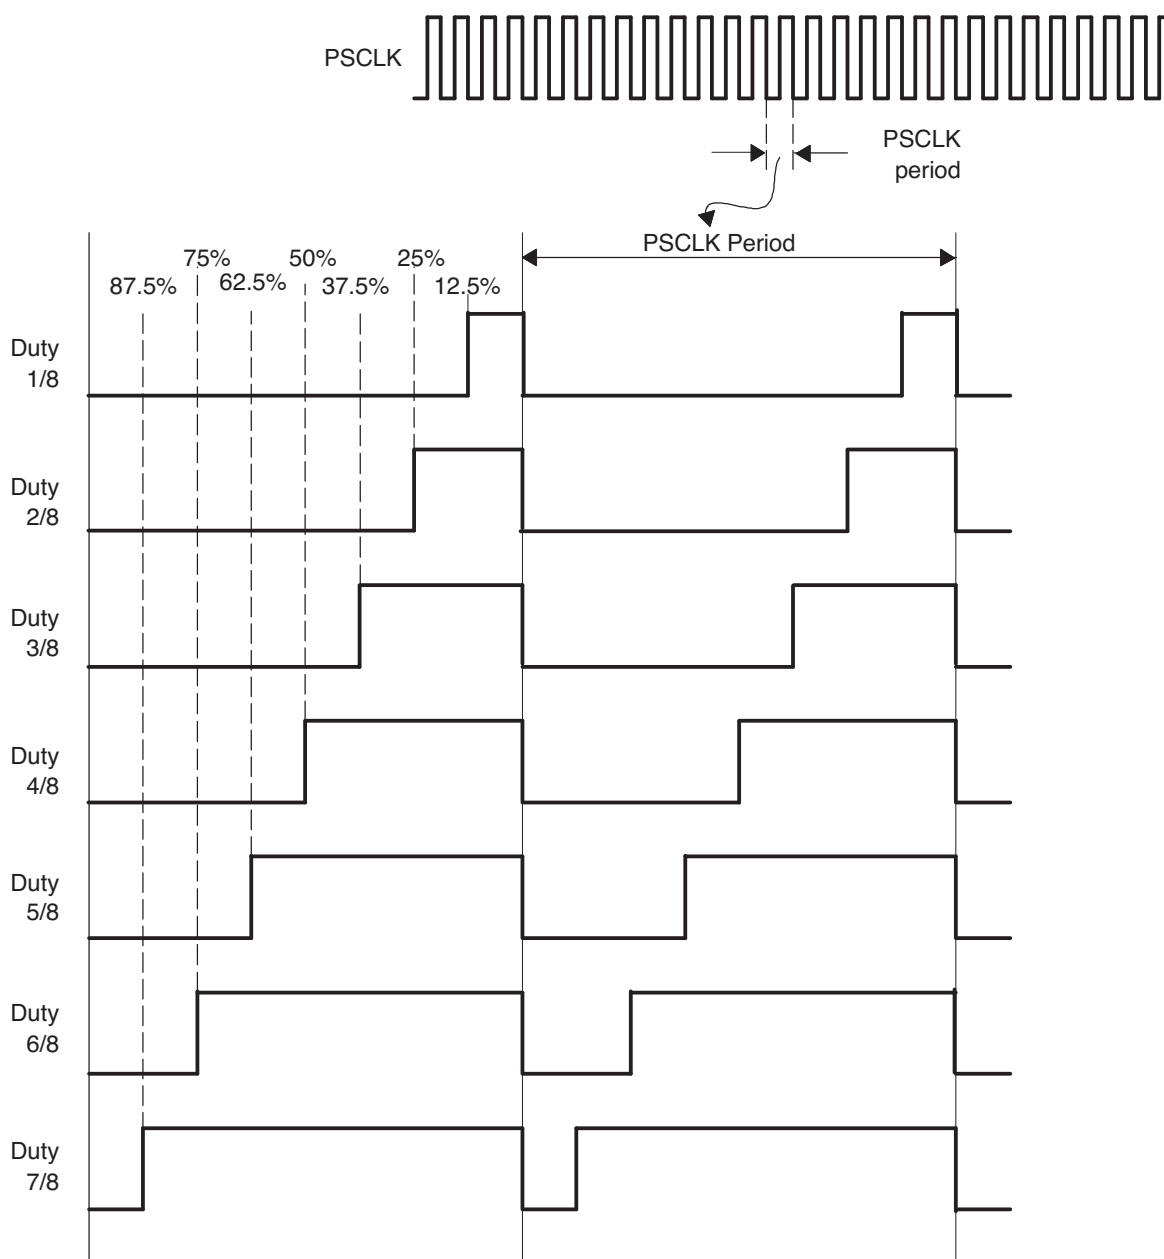 PSCLK
PSCLK
period
PSCLK Period
75%
50%
25%
87.5%
62.5%
37.5%
12.5%
Duty
1/8
Duty
2/8
Duty
3/8
Duty
4/8
Duty
5/8
Duty
6/8
Duty
7/8